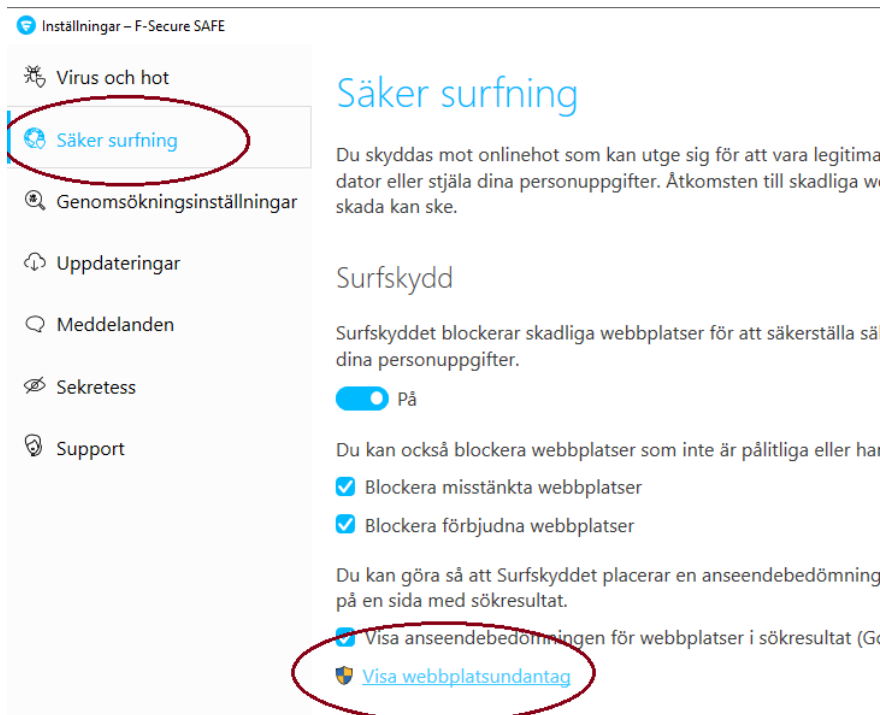 Inställningar – F-Secure SAFE
Virus och hot
Säker surfning
Genomsökningsinställningar
Uppdateringar
Meddelanden
Sekretess
Support
Säker surfning
Du skyddas mot onlinehot som kan utge sig för att vara legitima
dator eller stjäla dina personuppgifter. Åtkomsten till skadliga
skada kan ske.
Surfskydd
Surfskyddet blockerar skadliga webbplatser för att säkerställa
dina personuppgifter.
På
Du kan också blockera webbplatser som inte är pålitliga eller
Blockera misstänkta webbplatser
Blockera förbjudna webbplatser
Du kan göra så att Surfskyddet placerar en anseendebedömning
på en sida med sökresultat.
Visa anseendebedömningen för webbplatser i sökresultat
Visa webbplatsundantag